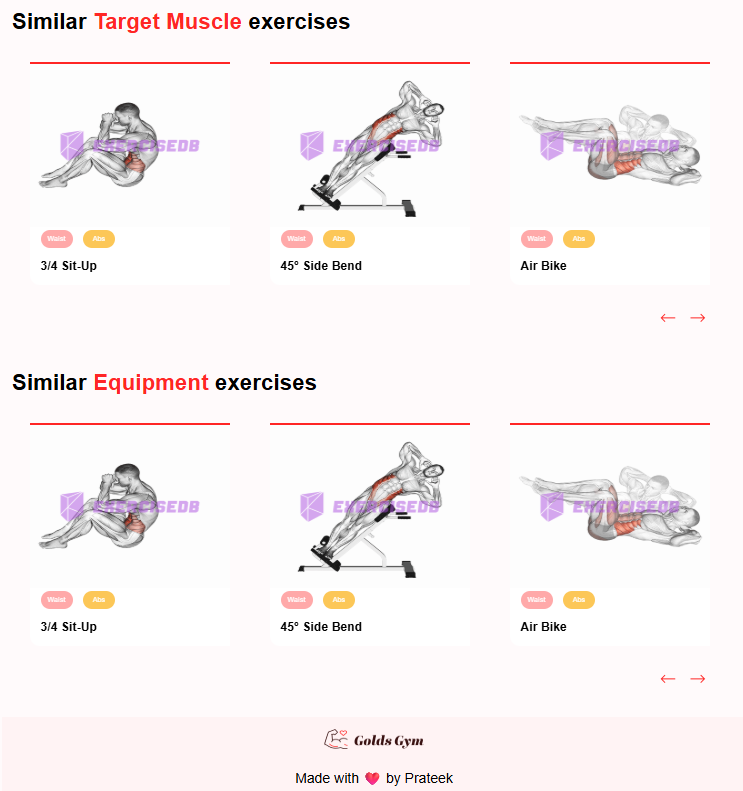 Similar Target Muscle exercises
EXERCISEDB EXERCISEDB EXERCISEDB
Waist Abs Waist Abs Waist Abs
3/4 Sit-Up 45° Side Bend Air Bike
Similar Equipment exercises
EXERCISEDB EXERCISEDB EXERCISEDB
Waist Abs Waist Abs Waist Abs
3/4 Sit-Up 45° Side Bend Air Bike
Golds Gym
Made with ❤️ by Prateek